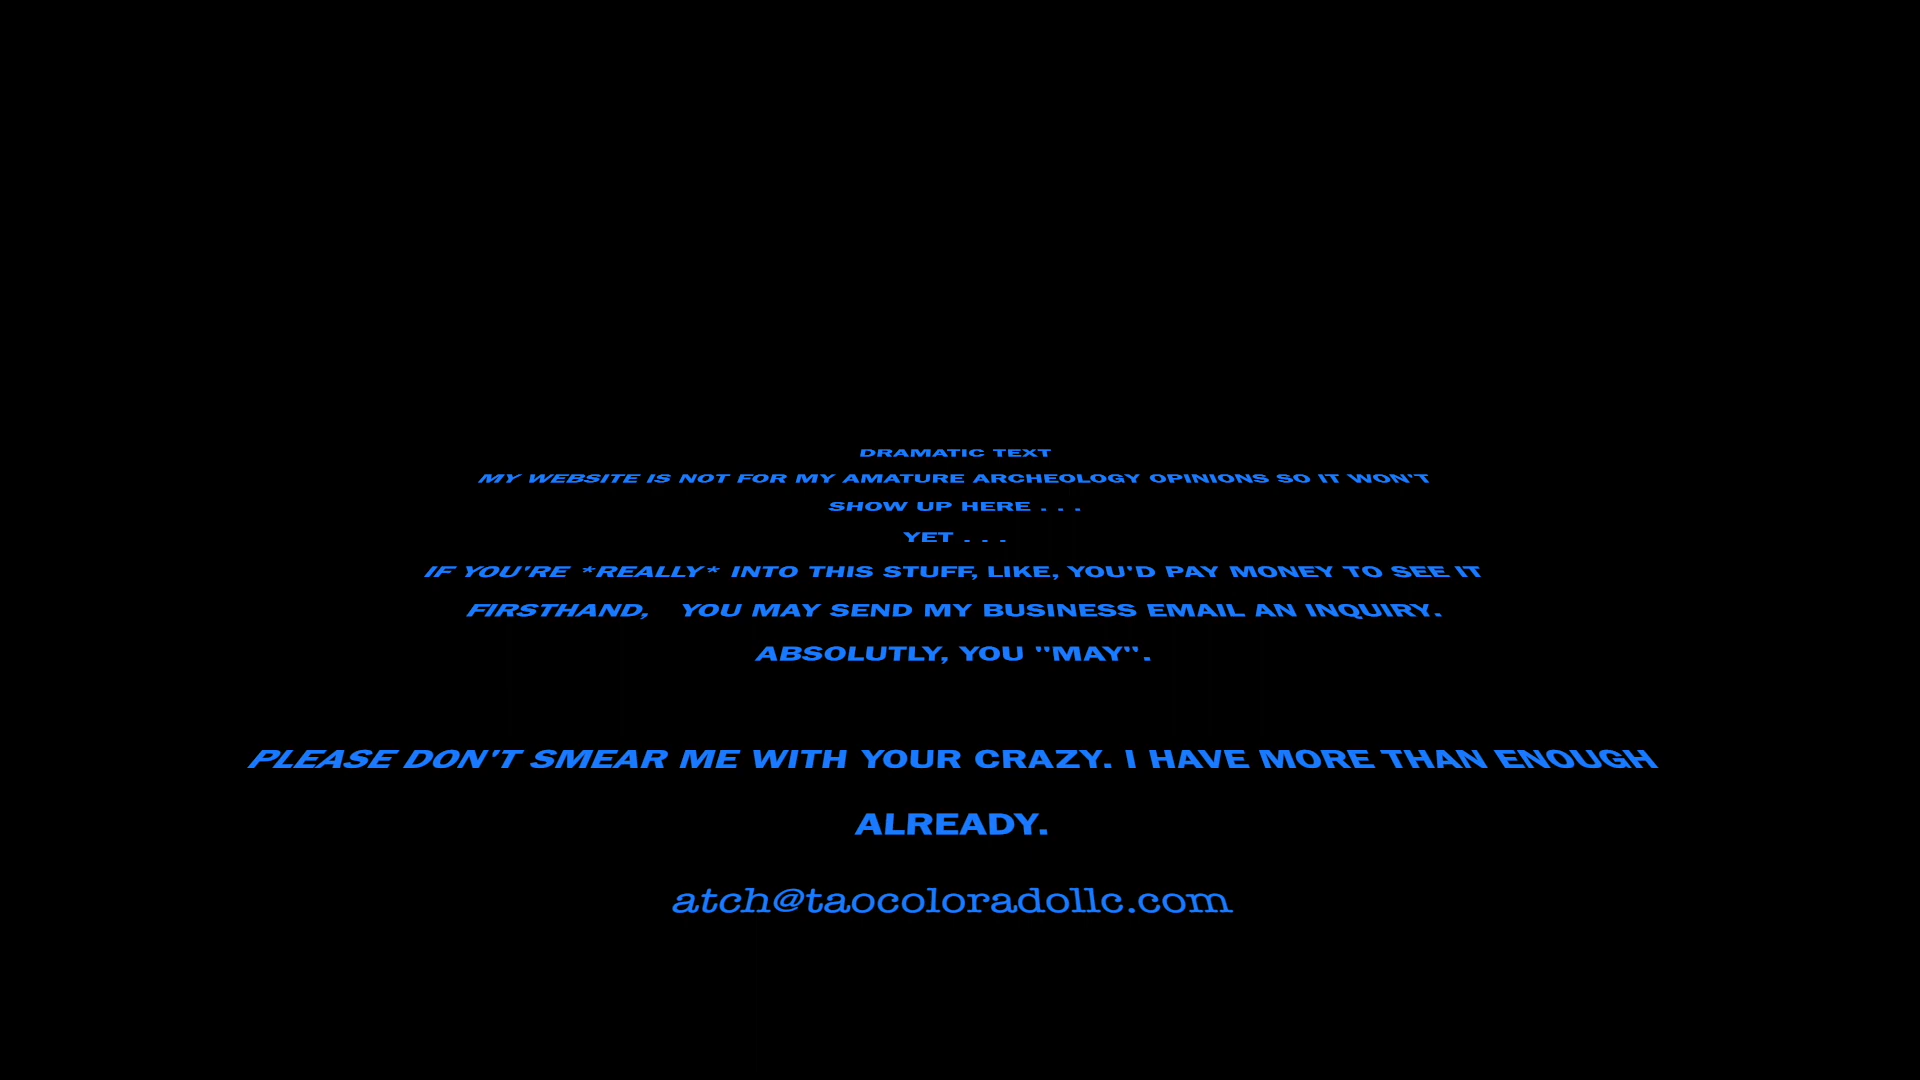 DRAMATIC TEXT
MY WEBSITE IS NOT FOR MY AMATURE ARCHEOLOGY OPINIONS SO IT WON'T
SHOW UP HERE . . .
YET . . .
IF YOU'RE *REALLY* INTO THIS STUFF, LIKE, YOU'D PAY MONEY TO SEE IT
FIRSTHAND, YOU MAY SEND MY BUSINESS EMAIL AN INQUIRY.
ABSOLUTLY, YOU "MAY".
PLEASE DON'T SMEAR ME WITH YOUR CRAZY. I HAVE MORE THAN ENOUGH
ALREADY.
atch@taocoloradollc.com